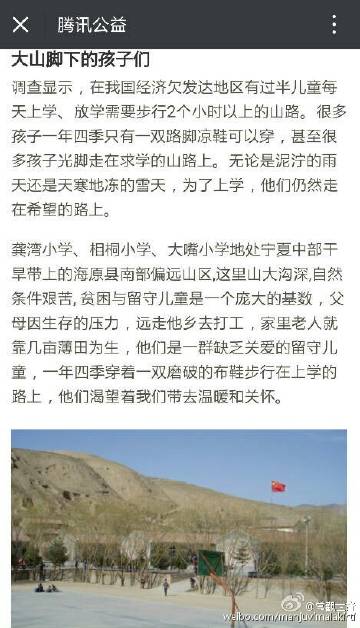 腾讯公益
大山脚下的孩子们
调查显示，在我国经济欠发达地区有过半儿童每
天上学、放学需要步行2个小时以上的山路。很多
孩子一年四季只有一双路脚凉鞋可以穿，甚至很
多孩子光脚走在求学的山路上。无论是泥泞的雨
天还是天寒地冻的雪天，为了上学，他们仍然走
在希望的路上。
龚湾小学、相桐小学、大嘴小学地处宁夏中部干
旱带上的海原县南部偏远山区,这里山大沟深,自然
条件艰苦, 贫困与留守儿童是一个庞大的基数，父
母因生存的压力，远走他乡去打工，家里老人就
靠几亩薄田为生，他们是一群缺乏关爱的留守儿
童，一年四季穿着一双磨破的布鞋步行在上学的
路上，他们渴望着我们带去温暖和关怀。
weibo.com/manjuvimalakiru